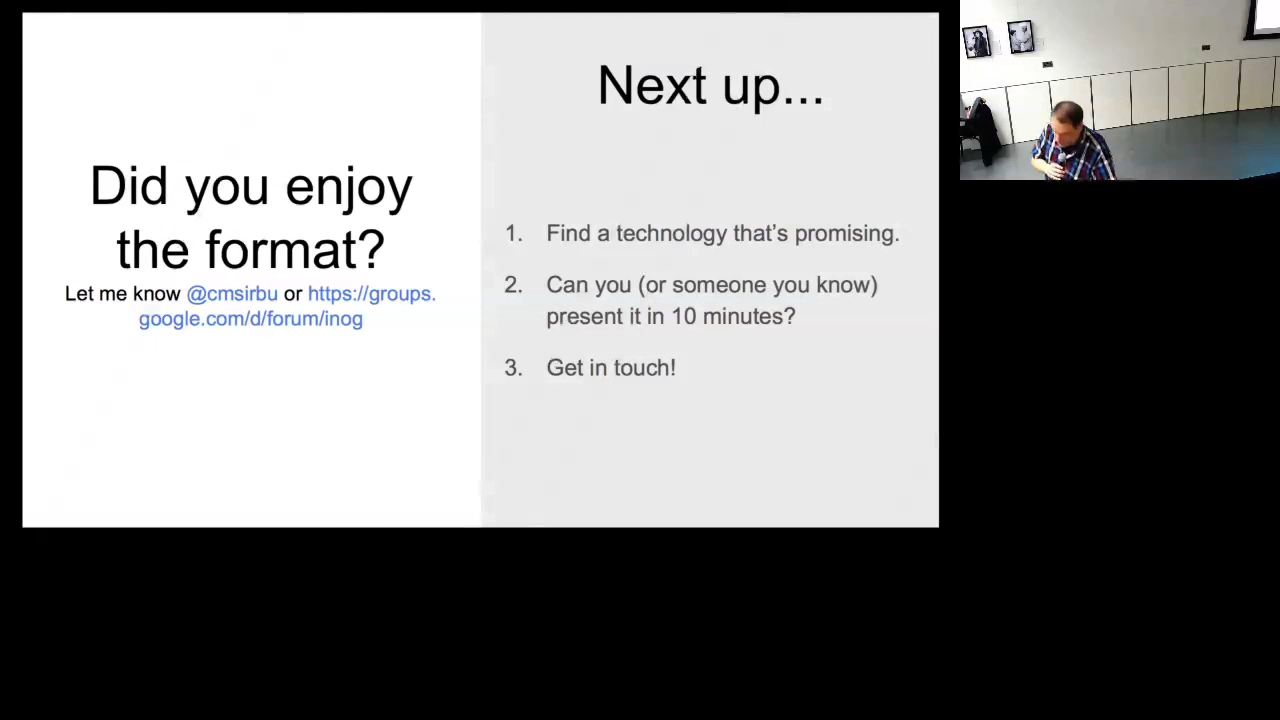 Did you enjoy
the format?
Let me know @cmsirbu or https://groups.
google.com/d/forum/inog
Next up...
1. Find a technology that’s promising.
2. Can you (or someone you know)
present it in 10 minutes?
3. Get in touch!